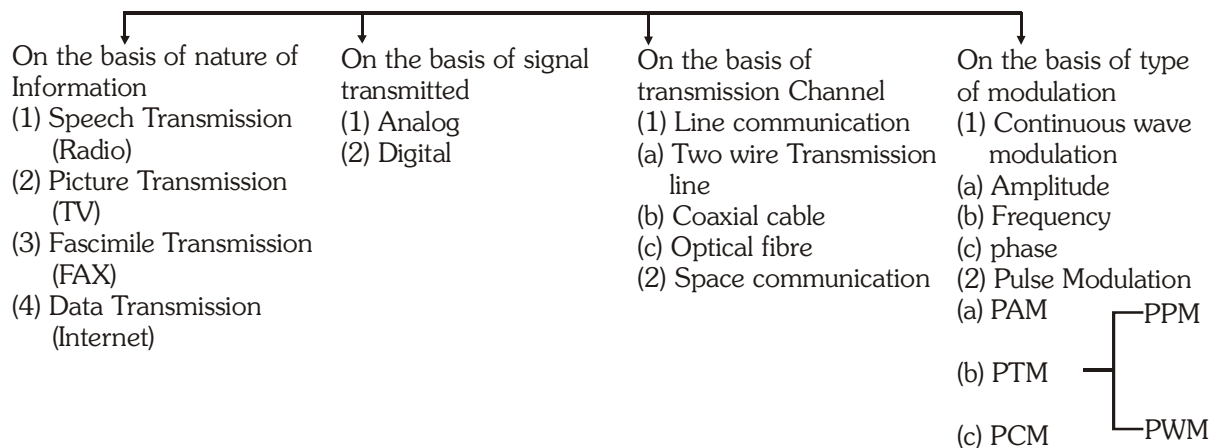 On the basis of nature of
Information
(1) Speech Transmission
(Radio)
(2) Picture Transmission
(TV)
(3) Fascimile Transmission
(FAX)
(4) Data Transmission
(Internet)
On the basis of signal
transmitted
(1) Analog
(2) Digital
On the basis of
transmission Channel
(1) Line communication
(a) Two wire Transmission
line
(b) Coaxial cable
(c) Optical fibre
(2) Space communication
On the basis of type
of modulation
(1) Continuous wave
modulation
(a) Amplitude
(b) Frequency
(c) phase
(2) Pulse Modulation
(a) PAM
(b) PTM
PPM
PWM
(c) PCM